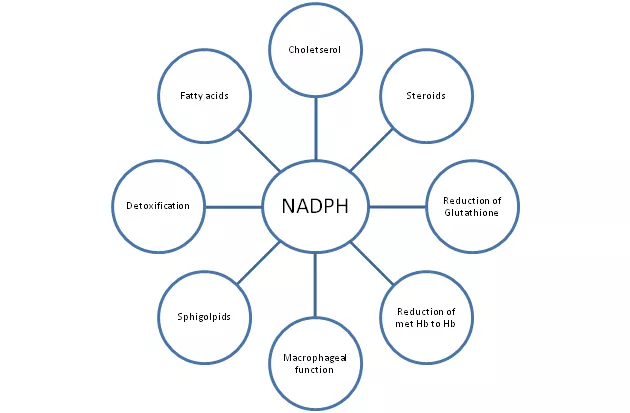 Choletserol
Fatty acids
Steroids
Detoxification
NADPH
Reduction of
Glutathione
Sphigolpids
Reduction of
met Hb to Hb
Macrophageal
function